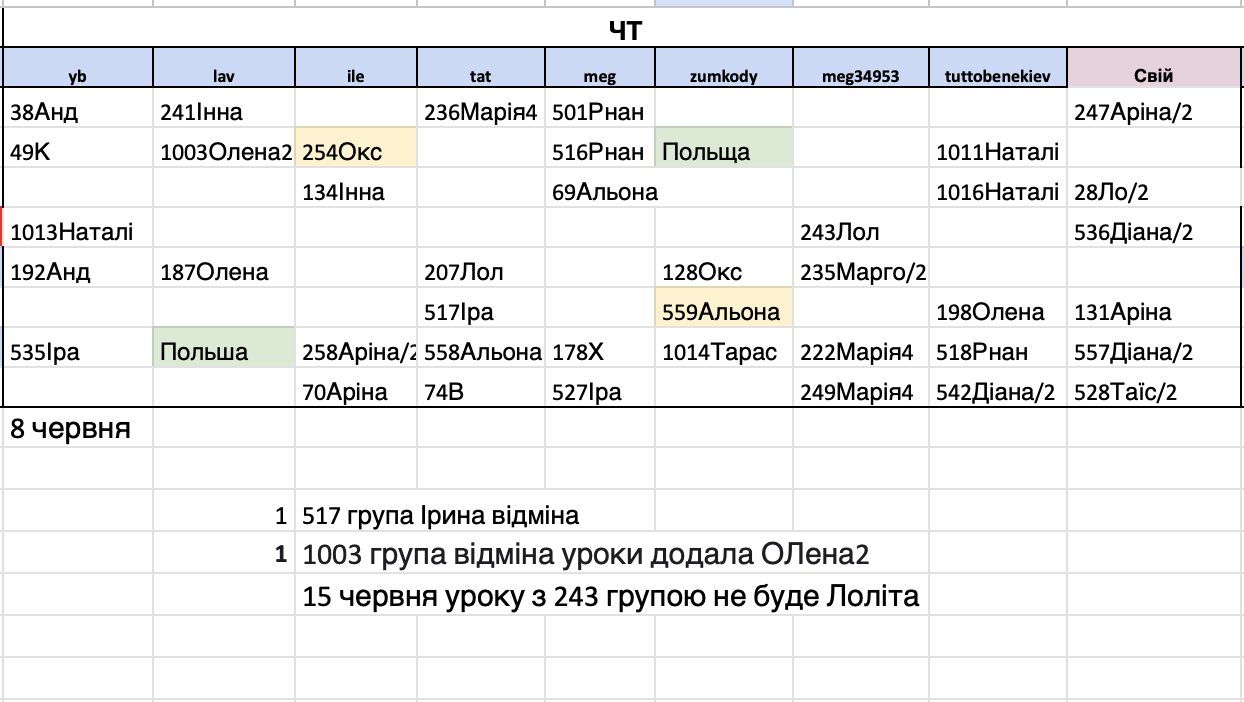 ЧТ
yb lav ile tat meg zumkody meg34953 tuttobenekiev Свій
38Анд 241Інна 236Марія4 501Рнан 247Аріна/2
49К 1003Олена2 254Окс 516Рнан Польща 1011Наталі
134Інна 69Альона 1016Наталі 28Ло/2
1013Наталі 243Лол 536Діана/2
192Анд 187Олена 207Лол 128Окс 235Марго/2
517Іра 559Альона 198Олена 131Аріна
535Іра Польша 258Аріна/2 558Альона 178Х 1014Тарас 222Марія4 518Рнан 557Діана/2
70Аріна 74В 527Іра 249Марія4 542Діана/2 528Таїс/2
8 червня
1 517 група Ірина відміна
1 1003 група відміна уроки додала ОЛена2
15 червня уроку з 243 групою не буде Лоліта